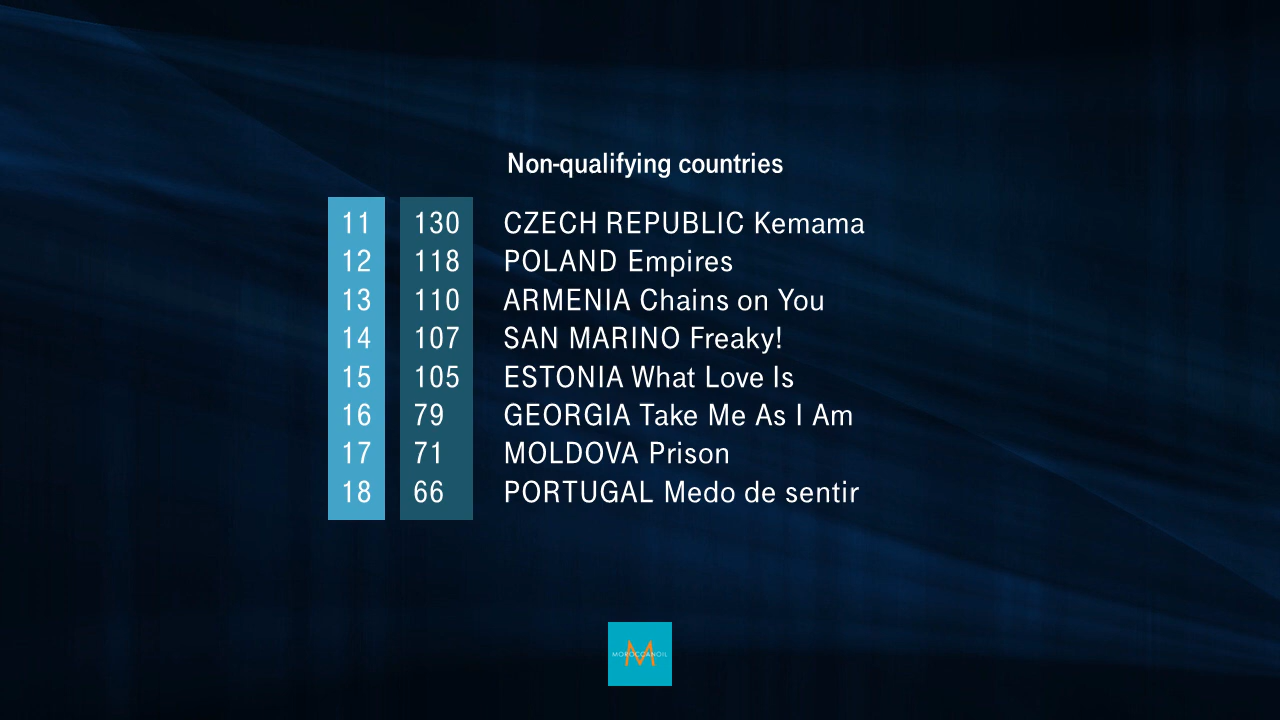 Non-qualifying countries
11 130 CZECH REPUBLIC Kemama
12 118 POLAND Empires
13 110 ARMENIA Chains on You
14 107 SAN MARINO Freaky!
15 105 ESTONIA What Love Is
16 79 GEORGIA Take Me As I Am
17 71 MOLDOVA Prison
18 66 PORTUGAL Medo de sentir
M
MOROCCANOIL